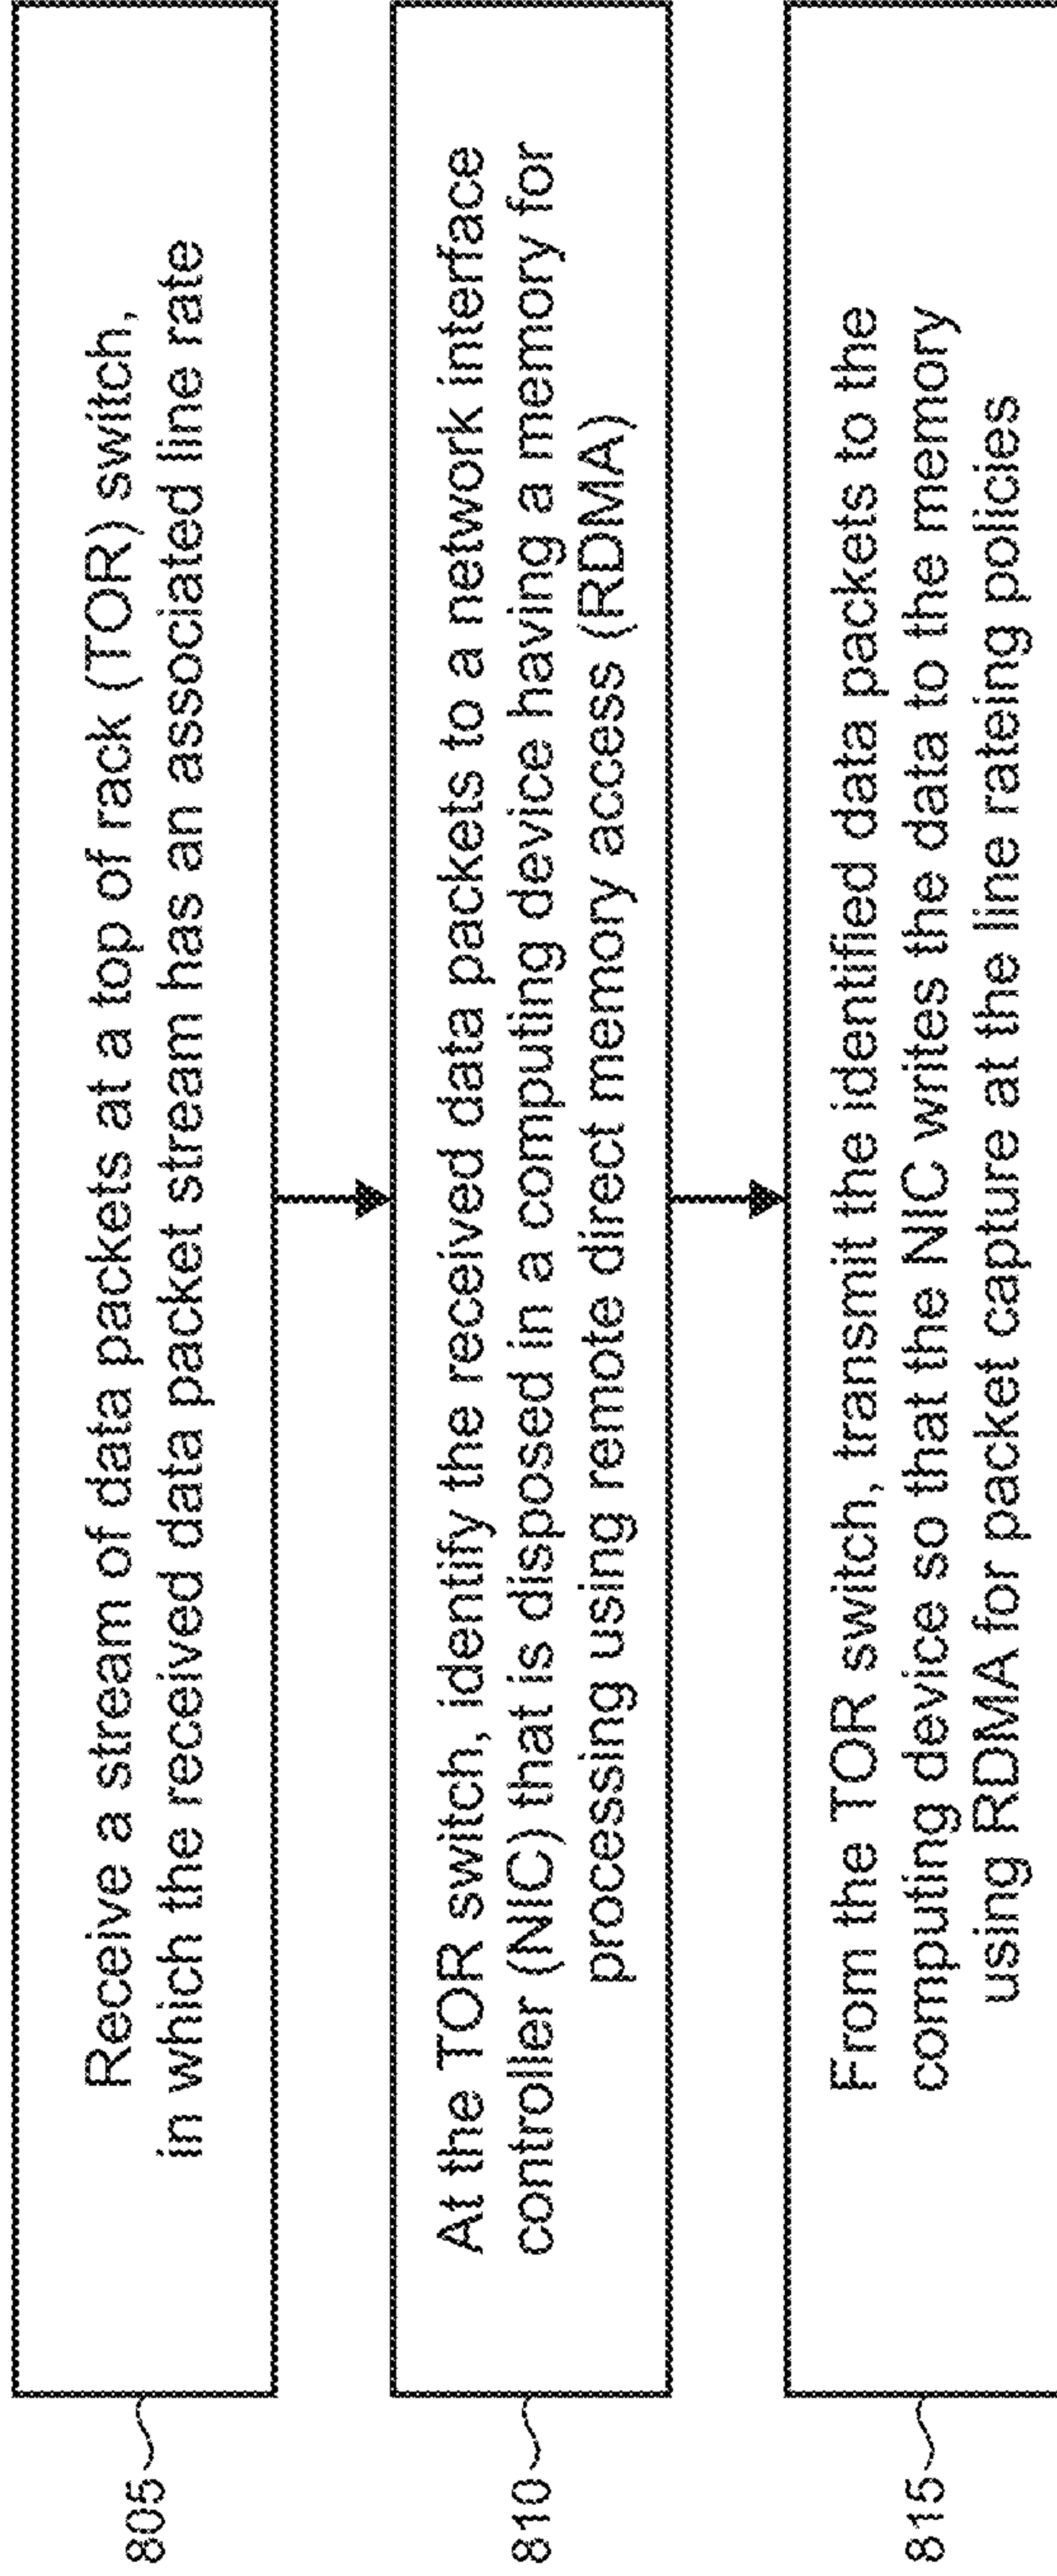 805
Receive a stream of data packets at a top of rack (TOR) switch,
in which the received data packet stream has an associated line rate
810
At the TOR switch, identify the received data packets to a network interface
controller (NIC) that is disposed in a computing device having a memory for
processing using remote direct memory access (RDMA)
815
From the TOR switch, transmit the identified data packets to the
computing device so that the NIC writes the data to the memory
using RDMA for packet capture at the line rateing policies